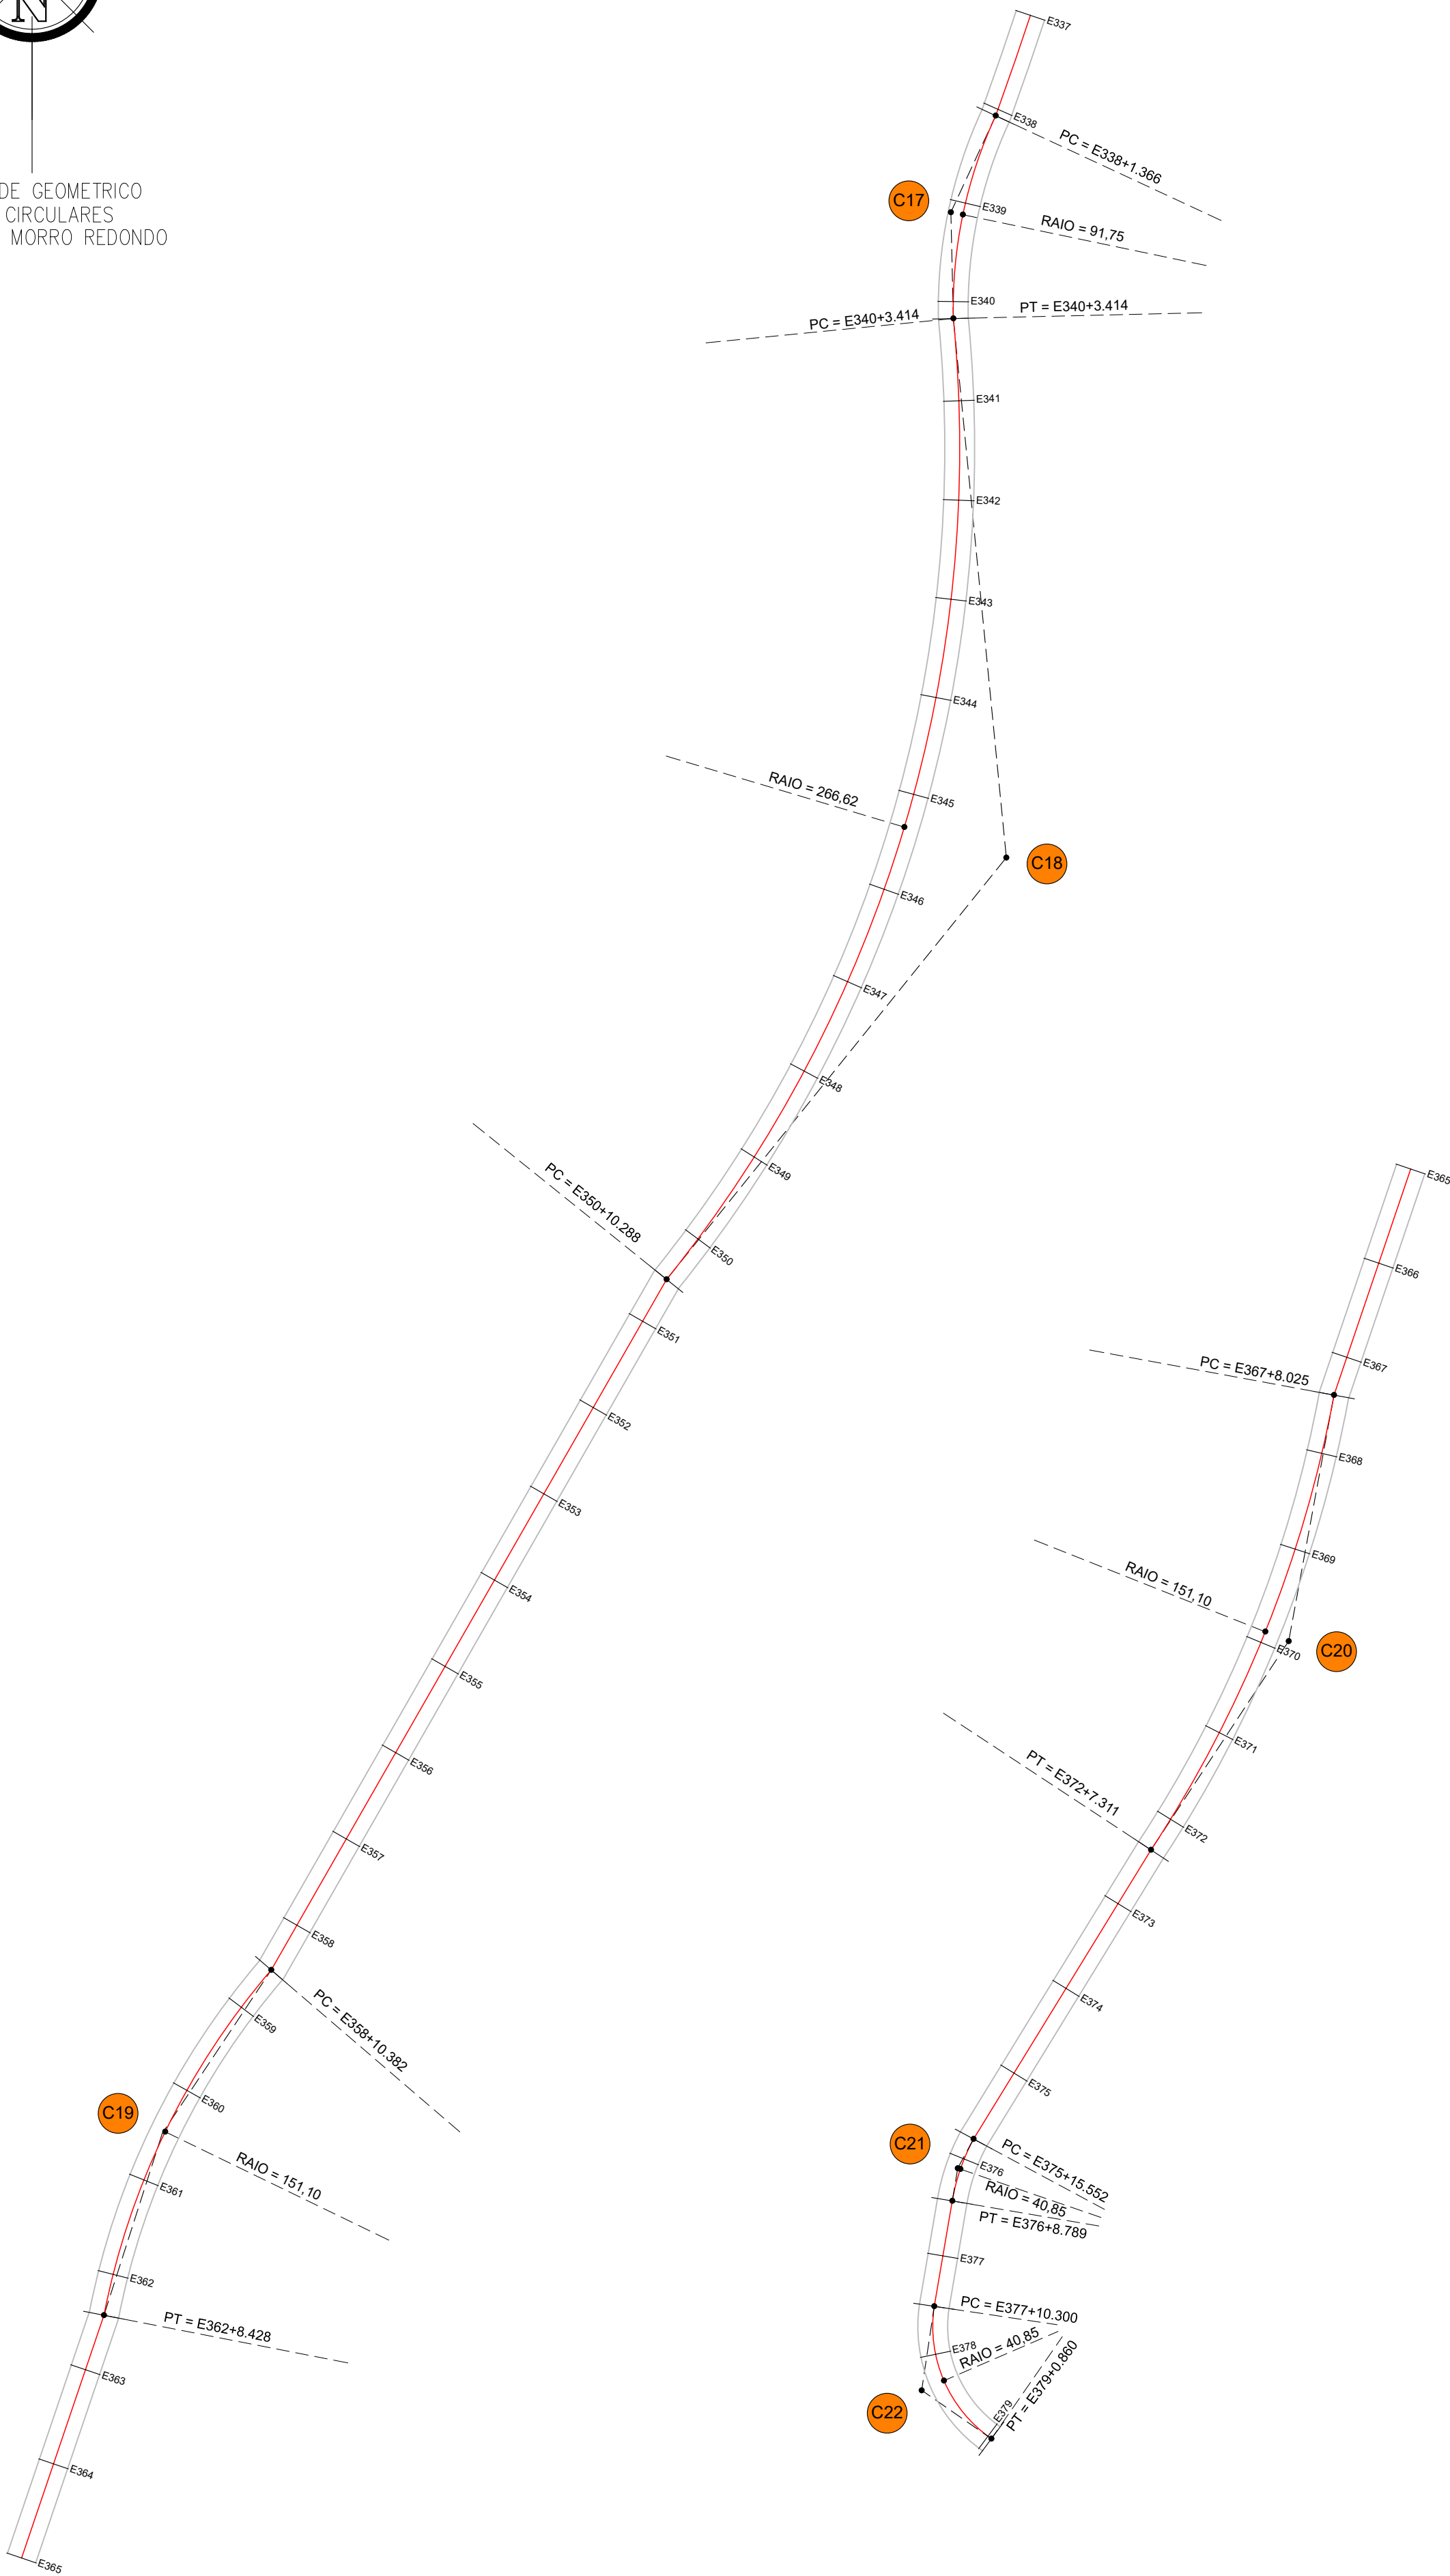 N
DE GEOMETRICO
CIRCULARES
MORRO REDONDO
E337
E338
PC = E338+1.366
C17
E339
RAIO = 91,75
E340
PC = E340+3.414
PT = E340+3.414
E341
E342
E343
E344
RAIO = 266,62
E345
C18
E346
E347
E348
E349
PC = E350+10.288
E350
E351
E352
E353
E354
E355
E356
E357
E358
PC = E358+10.382
E359
E360
C19
RAIO = 151,10
E361
E362
PT = E362+8.428
E363
E364
E365
E365
E366
E367
PC = E367+8.025
E368
E369
RAIO = 151,10
E370
C20
E371
PT = E372+7.311
E372
E373
E374
E375
C21
PC = E375+15.552
E376
RAIO = 40,85
PT = E376+8.789
E377
PC = E377+10.300
E378
RAIO = 40,85
PT = E379+0.860
E379
C22